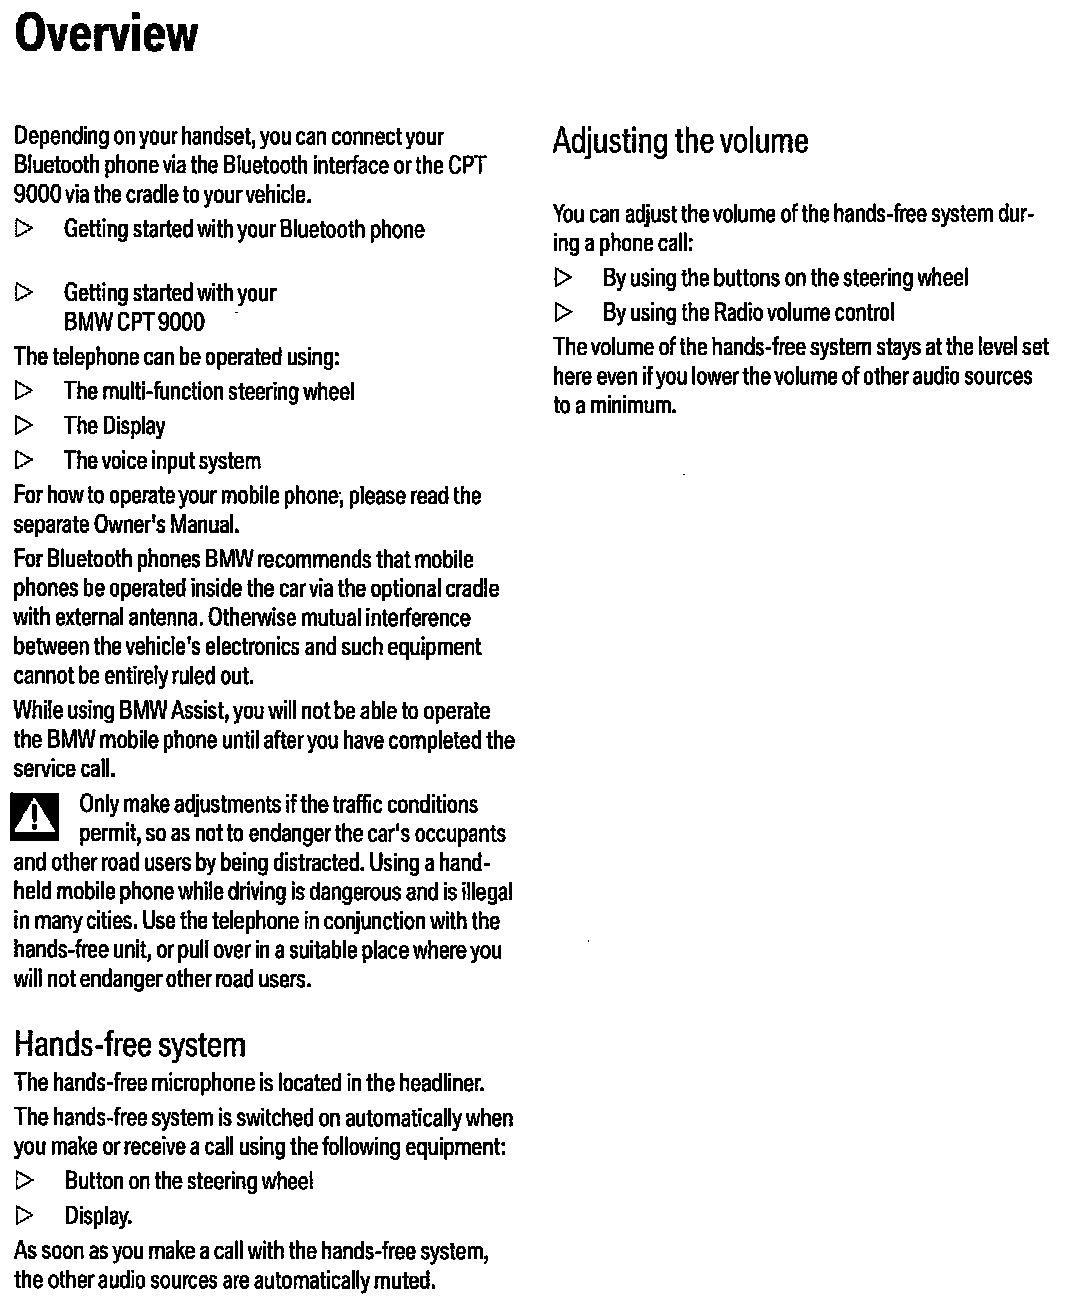 Overview
Depending on your handset, you can connect your
Bluetooth phone via the Bluetooth interface or the CPT
9000 via the cradle to your vehicle.
▷ Getting started with your Bluetooth phone
▷ Getting started with your
BMW CPT 9000
The telephone can be operated using:
▷ The multi-function steering wheel
▷ The Display
▷ The voice input system
For how to operate your mobile phone, please read the
separate Owner's Manual.
For Bluetooth phones BMW recommends that mobile
phones be operated inside the car via the optional cradle
with external antenna. Otherwise mutual interference
between the vehicle's electronics and such equipment
cannot be entirely ruled out.
While using BMW Assist, you will not be able to operate
the BMW mobile phone until after you have completed the
service call.
Only make adjustments if the traffic conditions
permit, so as not to endanger the car's occupants
and other road users by being distracted. Using a hand-
held mobile phone while driving is dangerous and is illegal
in many cities. Use the telephone in conjunction with the
hands-free unit, or pull over in a suitable place where you
will not endanger other road users.
Hands-free system
The hands-free microphone is located in the headliner.
The hands-free system is switched on automatically when
you make or receive a call using the following equipment:
▷ Button on the steering wheel
▷ Display.
As soon as you make a call with the hands-free system,
the other audio sources are automatically muted.
Adjusting the volume
You can adjust the volume of the hands-free system dur-
ing a phone call:
▷ By using the buttons on the steering wheel
▷ By using the Radio volume control
The volume of the hands-free system stays at the level set
here even if you lower the volume of other audio sources
to a minimum.